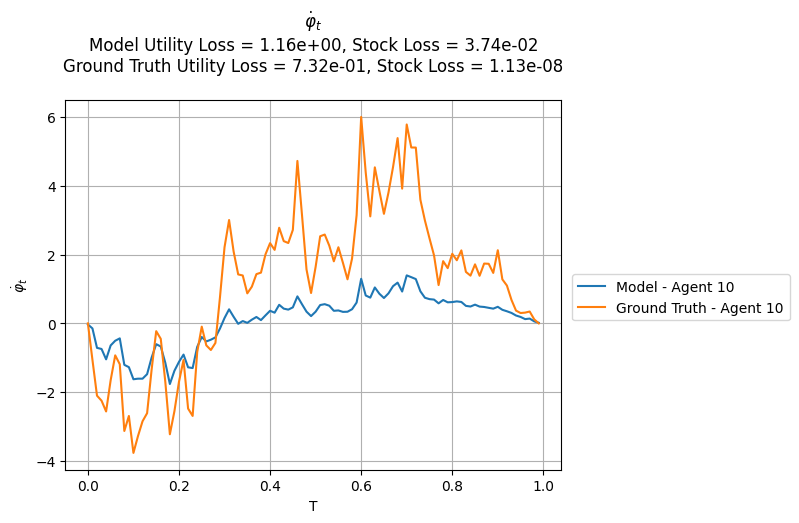 φ̇ₜ
Model Utility Loss = 1.16e+00, Stock Loss = 3.74e-02
Ground Truth Utility Loss = 7.32e-01, Stock Loss = 1.13e-08
6
4
2
0
−2
−4
φ̇ₜ
0.0 0.2 0.4 0.6 0.8 1.0
T
Model - Agent 10
Ground Truth - Agent 10